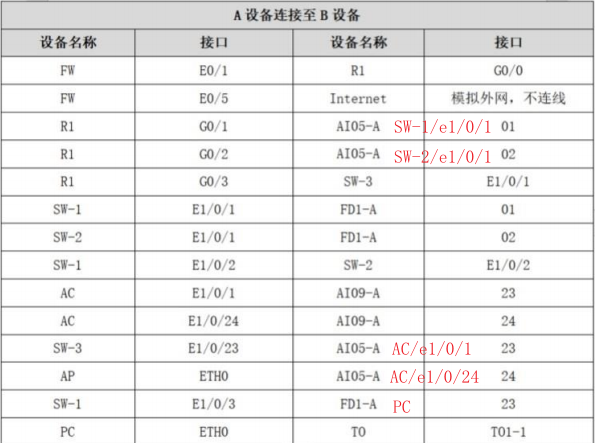 A 设备连接至 B 设备
设备名称 接口 设备名称 接口
FW E0/1 R1 G0/0
FW E0/5 Internet 模拟外网，不连线
R1 G0/1 AI05-A SW-1/e1/0/1 01
R1 G0/2 AI05-A SW-2/e1/0/1 02
R1 G0/3 SW-3 E1/0/1
SW-1 E1/0/1 FD1-A 01
SW-2 E1/0/1 FD1-A 02
SW-1 E1/0/2 SW-2 E1/0/2
AC E1/0/1 AI09-A 23
AC E1/0/24 AI09-A 24
SW-3 E1/0/23 AI05-A AC/e1/0/1 23
AP ETH0 AI05-A AC/e1/0/24 24
SW-1 E1/0/3 FD1-A PC 23
PC ETH0 TO TO1-1